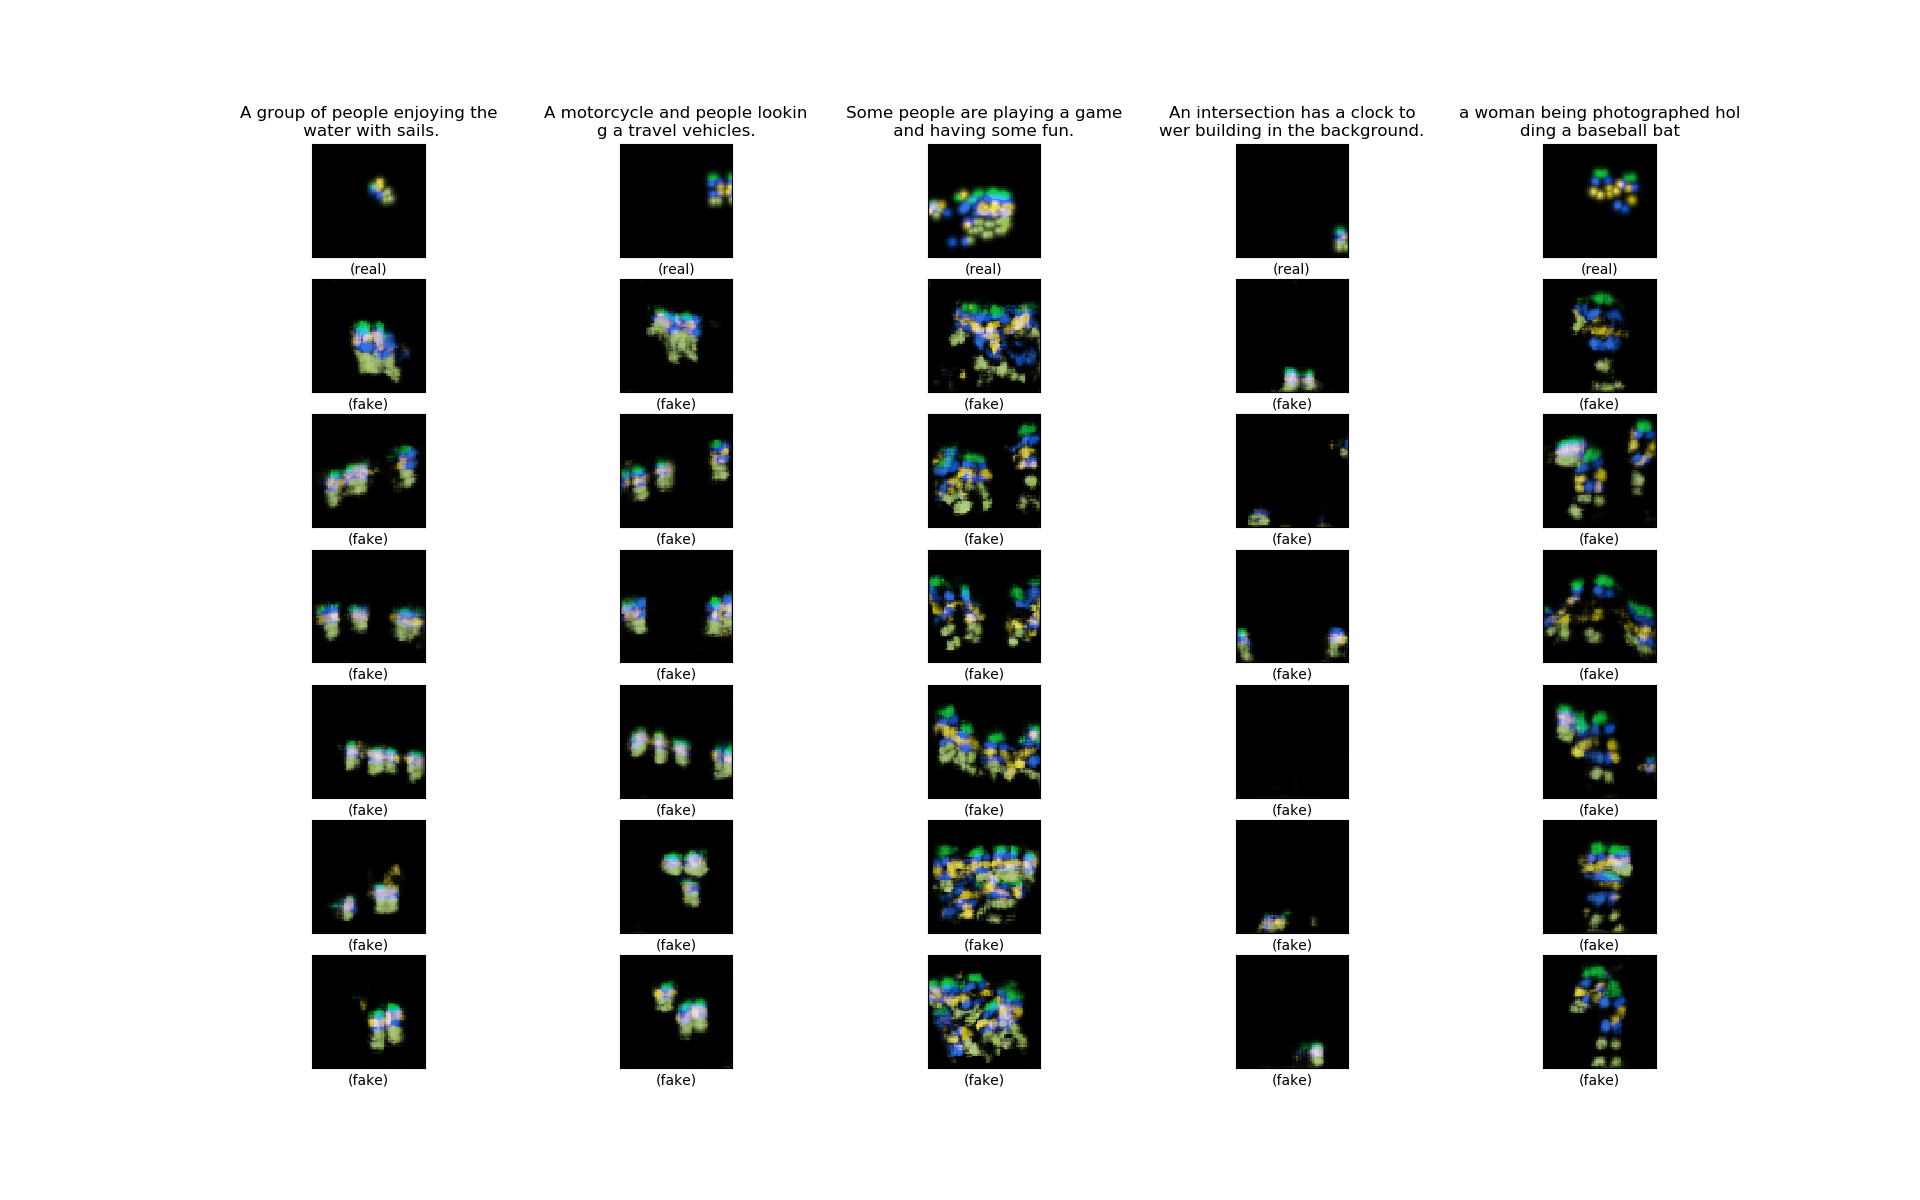 A group of people enjoying the
water with sails.
A motorcycle and people lookin
g a travel vehicles.
Some people are playing a game
and having some fun.
An intersection has a clock to
wer building in the background.
a woman being photographed hol
ding a baseball bat
(real) (real) (real) (real) (real)
(fake) (fake) (fake) (fake) (fake)
(fake) (fake) (fake) (fake) (fake)
(fake) (fake) (fake) (fake) (fake)
(fake) (fake) (fake) (fake) (fake)
(fake) (fake) (fake) (fake) (fake)
(fake) (fake) (fake) (fake) (fake)